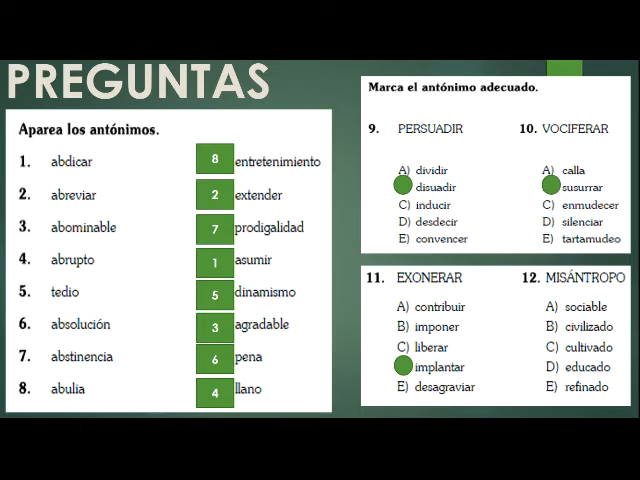 PREGUNTAS
Aparea los antónimos.
1. abdicar 8 entretenimiento
2. abreviar 2 extender
3. abominable 7 prodigalidad
4. abrupto 1 asumir
5. tedio 5 dinamismo
6. absolución 3 agradable
7. abstinencia 6 pena
8. abulia 4 llano
Marca el antónimo adecuado.
9. PERSUADIR
A) dividir
disuadir
C) inducir
D) desdecir
E) convencer
10. VOCIFERAR
A) calla
susurrar
C) enmudecer
D) silenciar
E) tartamudeo
11. EXONERAR
A) contribuir
B) imponer
C) liberar
implantar
E) desagraviar
12. MISÁNTROPO
A) sociable
B) civilizado
C) cultivado
D) educado
E) refinado